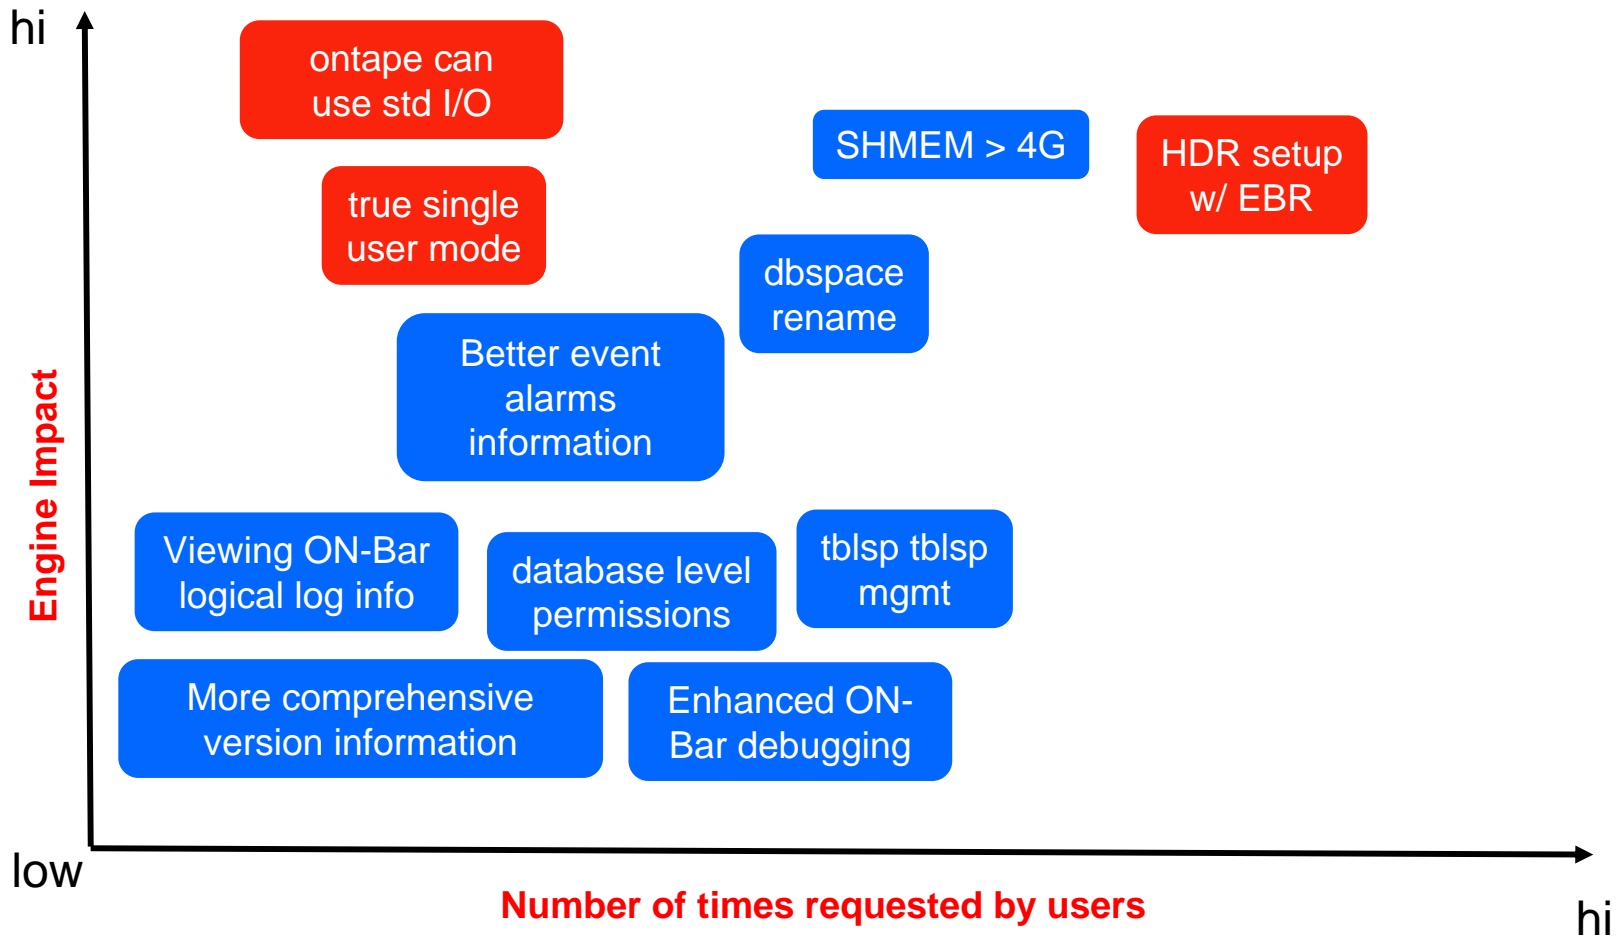 hi
ontape can
use std I/O
SHMEM > 4G
HDR setup
w/ EBR
true single
user mode
dbspace
rename
Better event
alarms
information
Engine Impact
Viewing ON-Bar
logical log info
database level
permissions
tblsp tblsp
mgmt
More comprehensive
version information
Enhanced ON-
Bar debugging
low
Number of times requested by users
hi